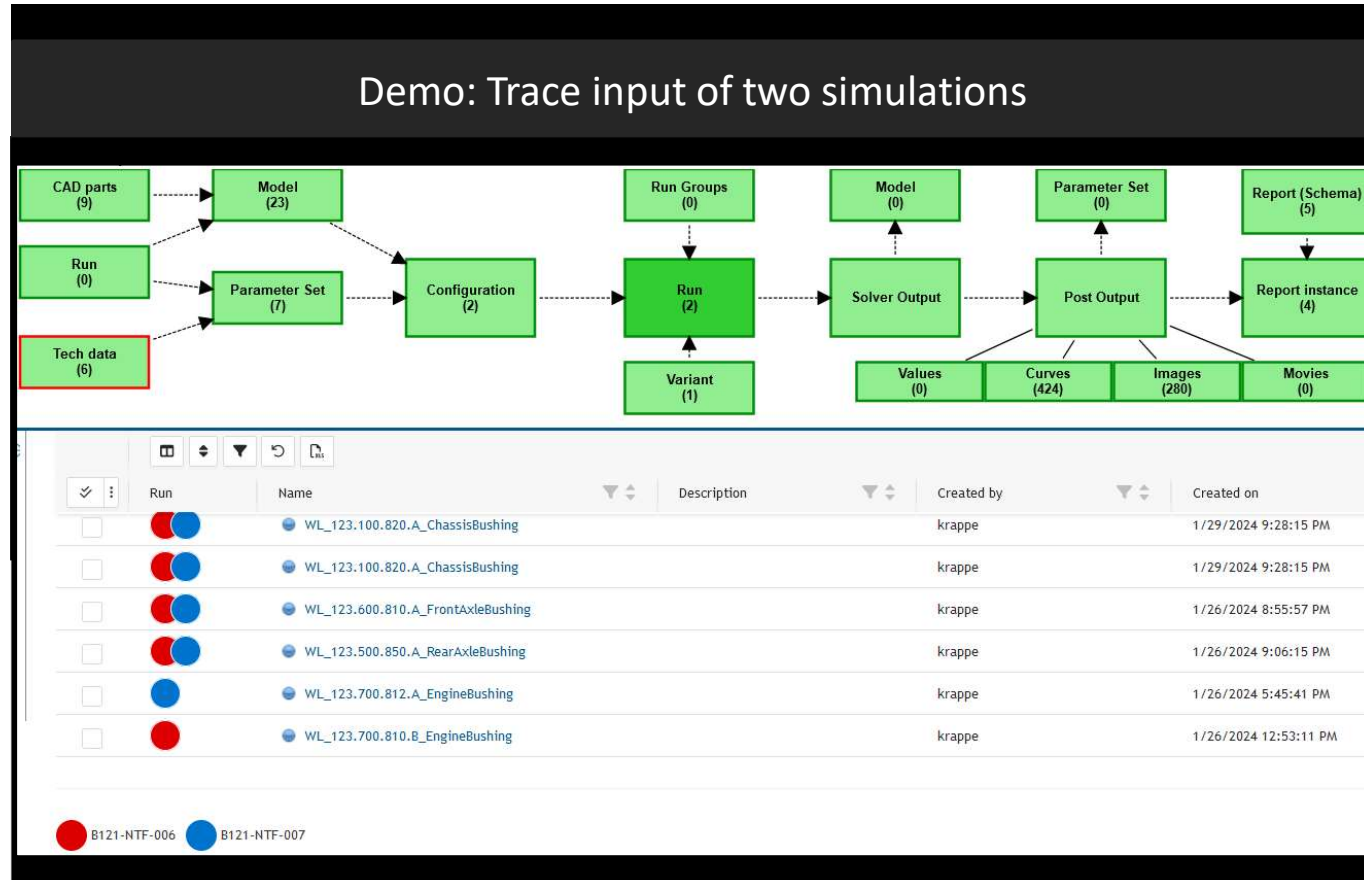 Demo: Trace input of two simulations
CAD parts
(9)
Model
(23)
Run Groups
(0)
Model
(0)
Parameter Set
(0)
Report (Schema)
(5)
Run
(0)
Parameter Set
(7)
Configuration
(2)
Run
(2)
Solver Output
Post Output
Report instance
(4)
Tech data
(6)
Variant
(1)
Values
(0)
Curves
(424)
Images
(280)
Movies
(0)
Run Name Description Created by Created on
WL_123.100.820.A_ChassisBushing krappe 1/29/2024 9:28:15 PM
WL_123.100.820.A_ChassisBushing krappe 1/29/2024 9:28:15 PM
WL_123.600.810.A_FrontAxleBushing krappe 1/26/2024 8:55:57 PM
WL_123.500.850.A_RearAxleBushing krappe 1/26/2024 9:06:15 PM
WL_123.700.812.A_EngineBushing krappe 1/26/2024 5:45:41 PM
WL_123.700.810.B_EngineBushing krappe 1/26/2024 12:53:11 PM
B121-NTF-006 B121-NTF-007